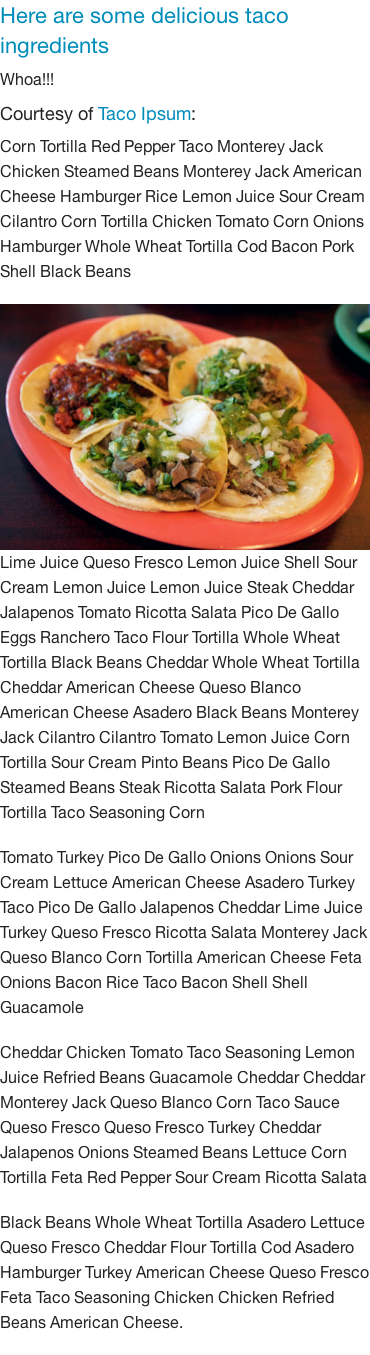 Here are some delicious taco
ingredients
Whoa!!!
Courtesy of Taco Ipsum:
Corn Tortilla Red Pepper Taco Monterey Jack
Chicken Steamed Beans Monterey Jack American
Cheese Hamburger Rice Lemon Juice Sour Cream
Cilantro Corn Tortilla Chicken Tomato Corn Onions
Hamburger Whole Wheat Tortilla Cod Bacon Pork
Shell Black Beans
Lime Juice Queso Fresco Lemon Juice Shell Sour
Cream Lemon Juice Lemon Juice Steak Cheddar
Jalapenos Tomato Ricotta Salata Pico De Gallo
Eggs Ranchero Taco Flour Tortilla Whole Wheat
Tortilla Black Beans Cheddar Whole Wheat Tortilla
Cheddar American Cheese Queso Blanco
American Cheese Asadero Black Beans Monterey
Jack Cilantro Cilantro Tomato Lemon Juice Corn
Tortilla Sour Cream Pinto Beans Pico De Gallo
Steamed Beans Steak Ricotta Salata Pork Flour
Tortilla Taco Seasoning Corn
Tomato Turkey Pico De Gallo Onions Onions Sour
Cream Lettuce American Cheese Asadero Turkey
Taco Pico De Gallo Jalapenos Cheddar Lime Juice
Turkey Queso Fresco Ricotta Salata Monterey Jack
Queso Blanco Corn Tortilla American Cheese Feta
Onions Bacon Rice Taco Bacon Shell Shell
Guacamole
Cheddar Chicken Tomato Taco Seasoning Lemon
Juice Refried Beans Guacamole Cheddar Cheddar
Monterey Jack Queso Blanco Corn Taco Sauce
Queso Fresco Queso Fresco Turkey Cheddar
Jalapenos Onions Steamed Beans Lettuce Corn
Tortilla Feta Red Pepper Sour Cream Ricotta Salata
Black Beans Whole Wheat Tortilla Asadero Lettuce
Queso Fresco Cheddar Flour Tortilla Cod Asadero
Hamburger Turkey American Cheese Queso Fresco
Feta Taco Seasoning Chicken Chicken Refried
Beans American Cheese.